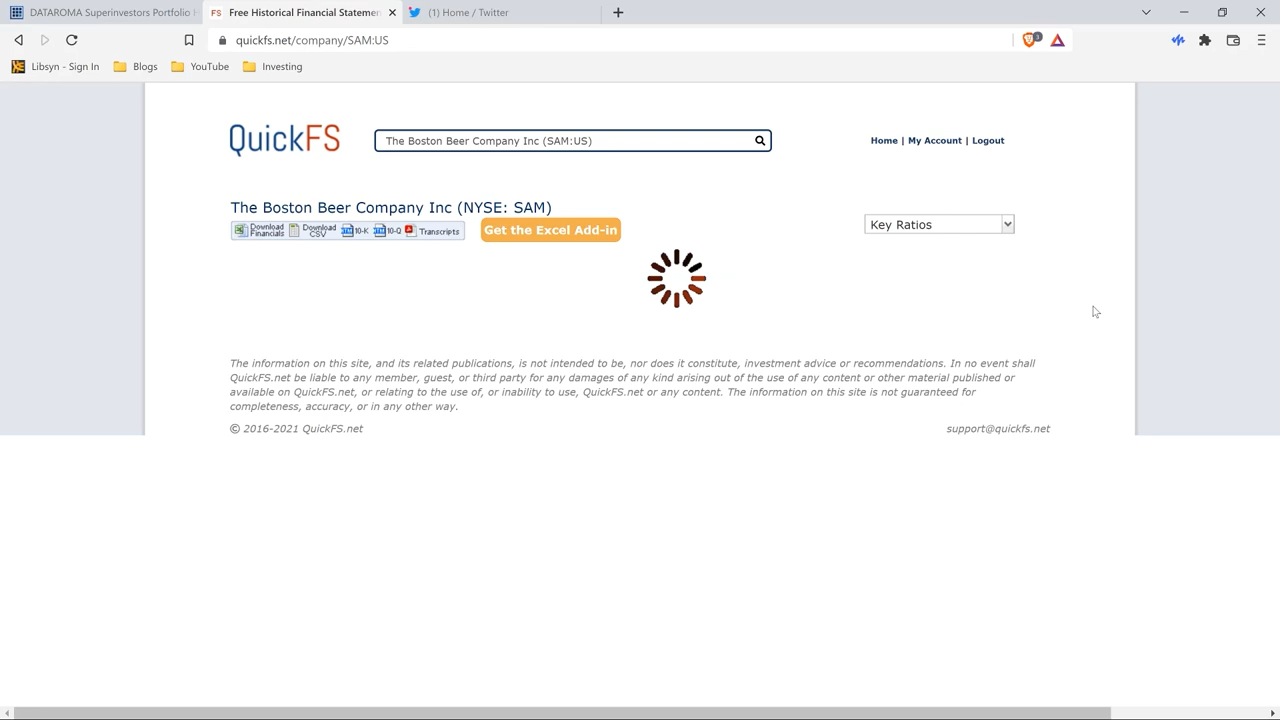 DATAROMA Superinvestors Portfolio
Free Historical Financial Statemen
(1) Home / Twitter
quickfs.net/company/SAM:US
3
Libsyn - Sign In
Blogs
YouTube
Investing
QuickFS
The Boston Beer Company Inc (SAM:US)
Home | My Account | Logout
The Boston Beer Company Inc (NYSE: SAM)
Download Financials
Download CSV
10-K
10-Q
Transcripts
Get the Excel Add-in
Key Ratios
The information on this site, and its related publications, is not intended to be, nor does it constitute, investment advice or recommendations. In no event shall
QuickFS.net be liable to any member, guest, or third party for any damages of any kind arising out of the use of any content or other material published or
available on QuickFS.net, or relating to the use of, or inability to use, QuickFS.net or any content. The information on this site is not guaranteed for
completeness, accuracy, or in any other way.
© 2016-2021 QuickFS.net
support@quickfs.net